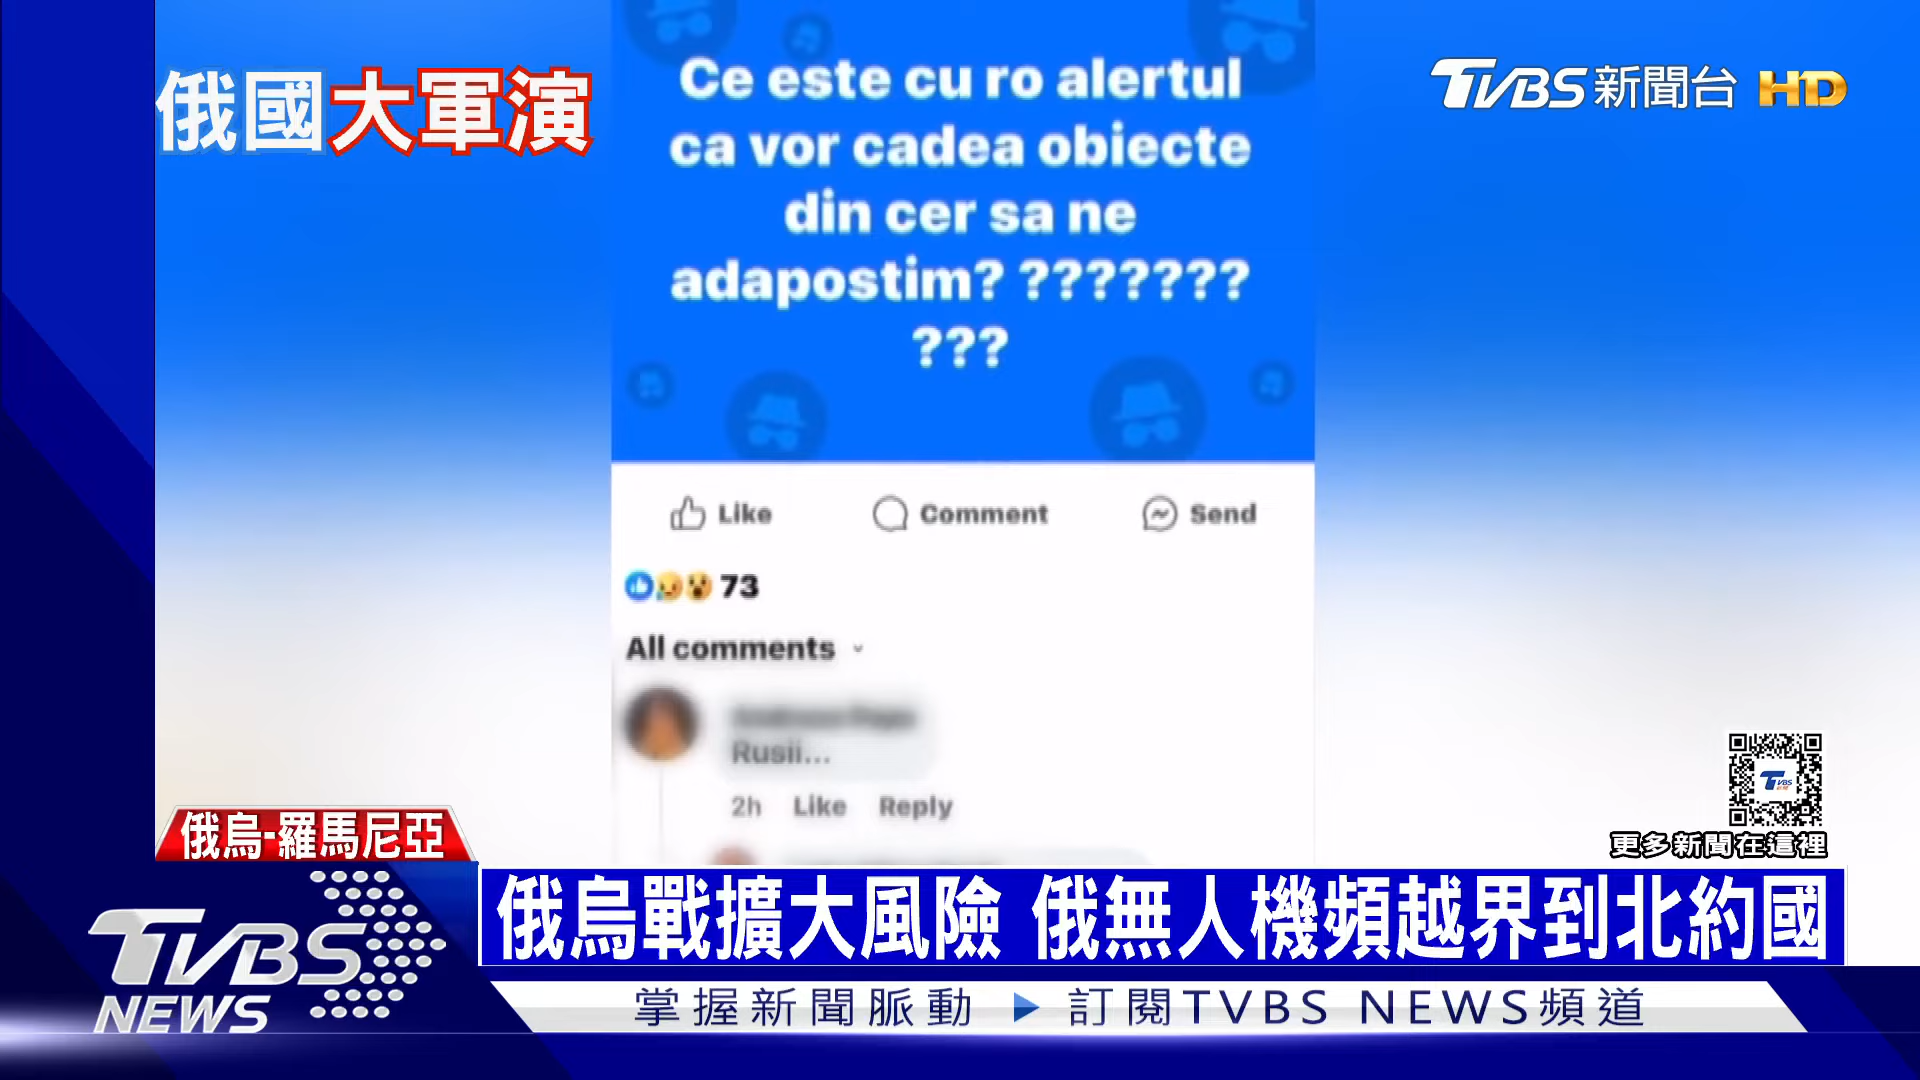 俄國大軍演
TVBS新聞台 HD
Ce este cu ro alertul
ca vor cadea obiecte
din cer sa ne
adapostim? ???????
???
Like
Comment
Send
73
All comments
Rusii...
2h Like Reply
TVBS
更多新聞在這裡
俄烏-羅馬尼亞
俄烏戰擴大風險 俄無人機頻越界到北約國
TVBS
NEWS
掌握新聞脈動 ▶ 訂閱TVBS NEWS頻道